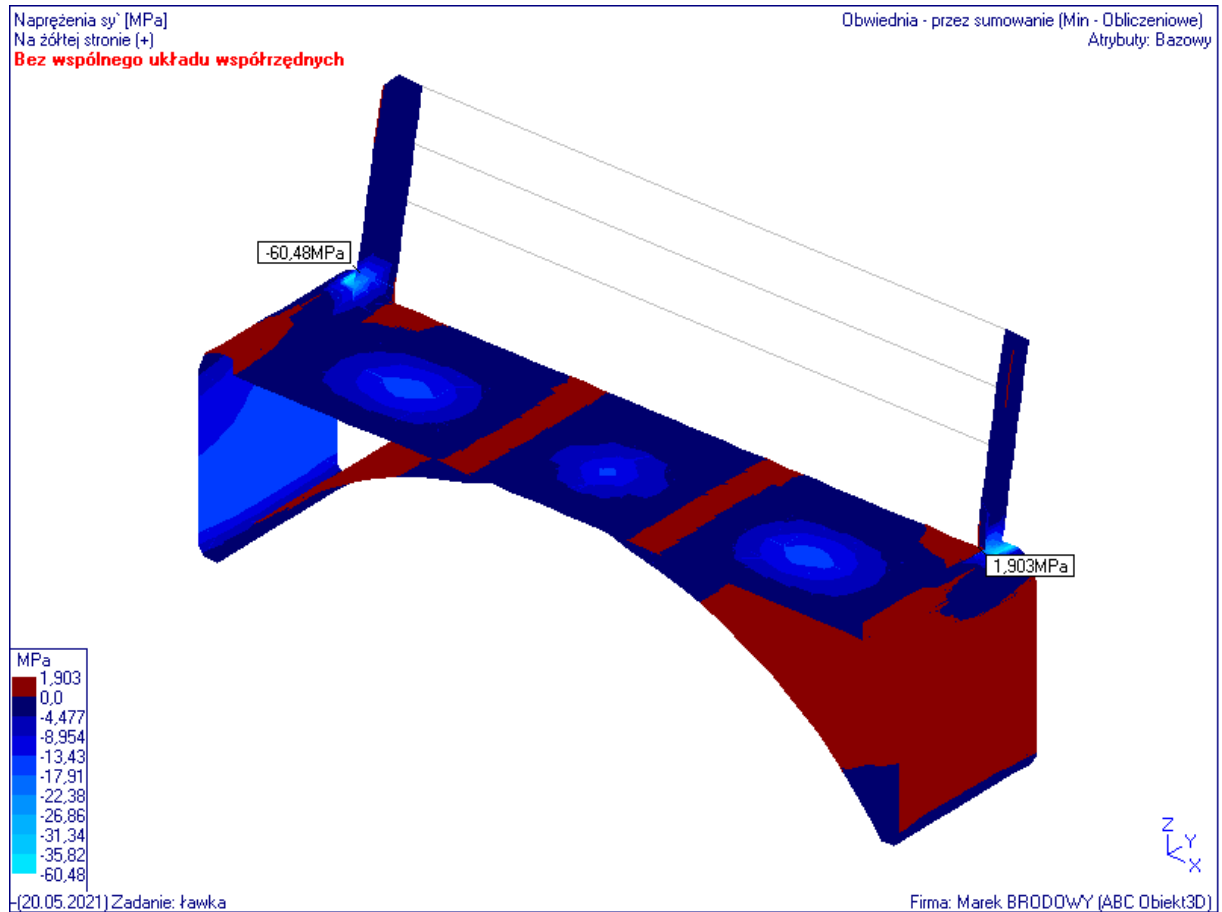 Naprężenia sy` [MPa]
Obwiednia - przez sumowanie (Min - Obliczeniowe)
Na żółtej stronie (+)
Atrybuty: Bazowy
Bez wspólnego układu współrzędnych
-60,48MPa
1,903MPa
MPa
1,903
0,0
-4,477
-8,954
-13,43
-17,91
-22,38
-26,86
-31,34
-35,82
-60,48
Z
Y
X
-(20.05.2021) Zadanie: ławka
Firma: Marek BRODOWY (ABC Obiekt3D)